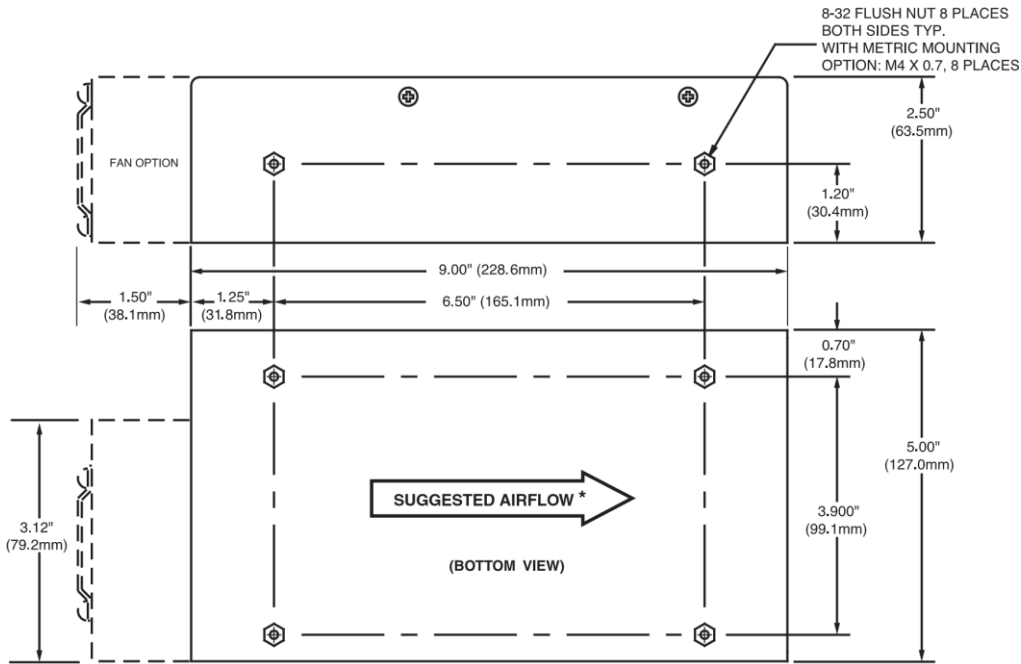 8-32 FLUSH NUT 8 PLACES
BOTH SIDES TYP.
WITH METRIC MOUNTING
OPTION: M4 X 0.7, 8 PLACES
2.50"
(63.5mm)
FAN OPTION
1.20"
(30.4mm)
9.00" (228.6mm)
1.50"
(38.1mm)
1.25"
(31.8mm)
6.50" (165.1mm)
0.70"
(17.8mm)
5.00"
(127.0mm)
SUGGESTED AIRFLOW *
3.12"
(79.2mm)
3.900"
(99.1mm)
(BOTTOM VIEW)